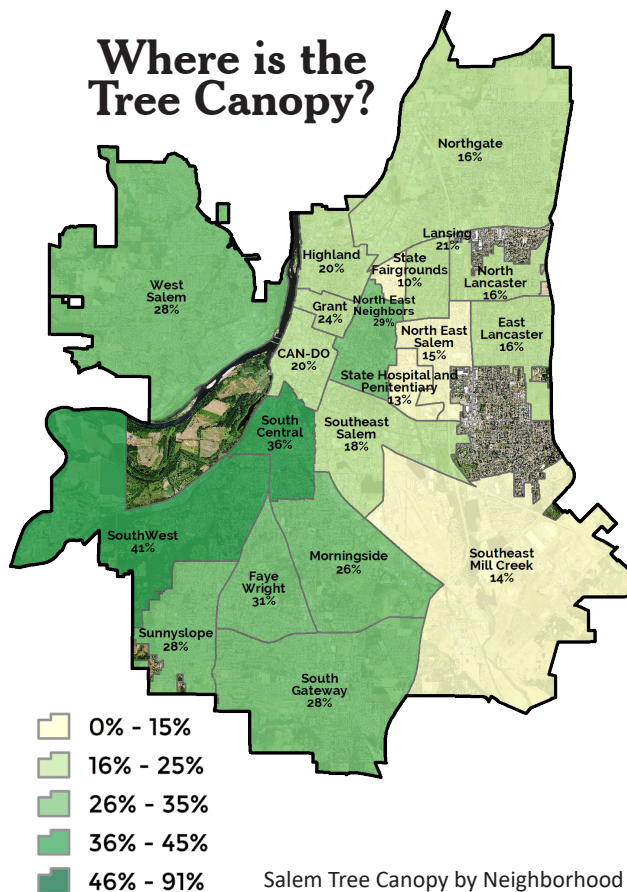 Where is the
Tree Canopy?
Northgate
16%
Lansing
21%
Highland
20%
State
Fairgrounds
10%
North
Lancaster
16%
West
Salem
28%
Grant
24%
North East
Neighbors
29%
North East
Salem
15%
East
Lancaster
16%
CAN-DO
20%
State Hospital and
Penitentiary
13%
South
Central
36%
Southeast
Salem
18%
SouthWest
41%
Morningside
26%
Southeast
Mill Creek
14%
Faye
Wright
31%
Sunnyslope
28%
South
Gateway
28%
0% - 15%
16% - 25%
26% - 35%
36% - 45%
46% - 91%
Salem Tree Canopy by Neighborhood